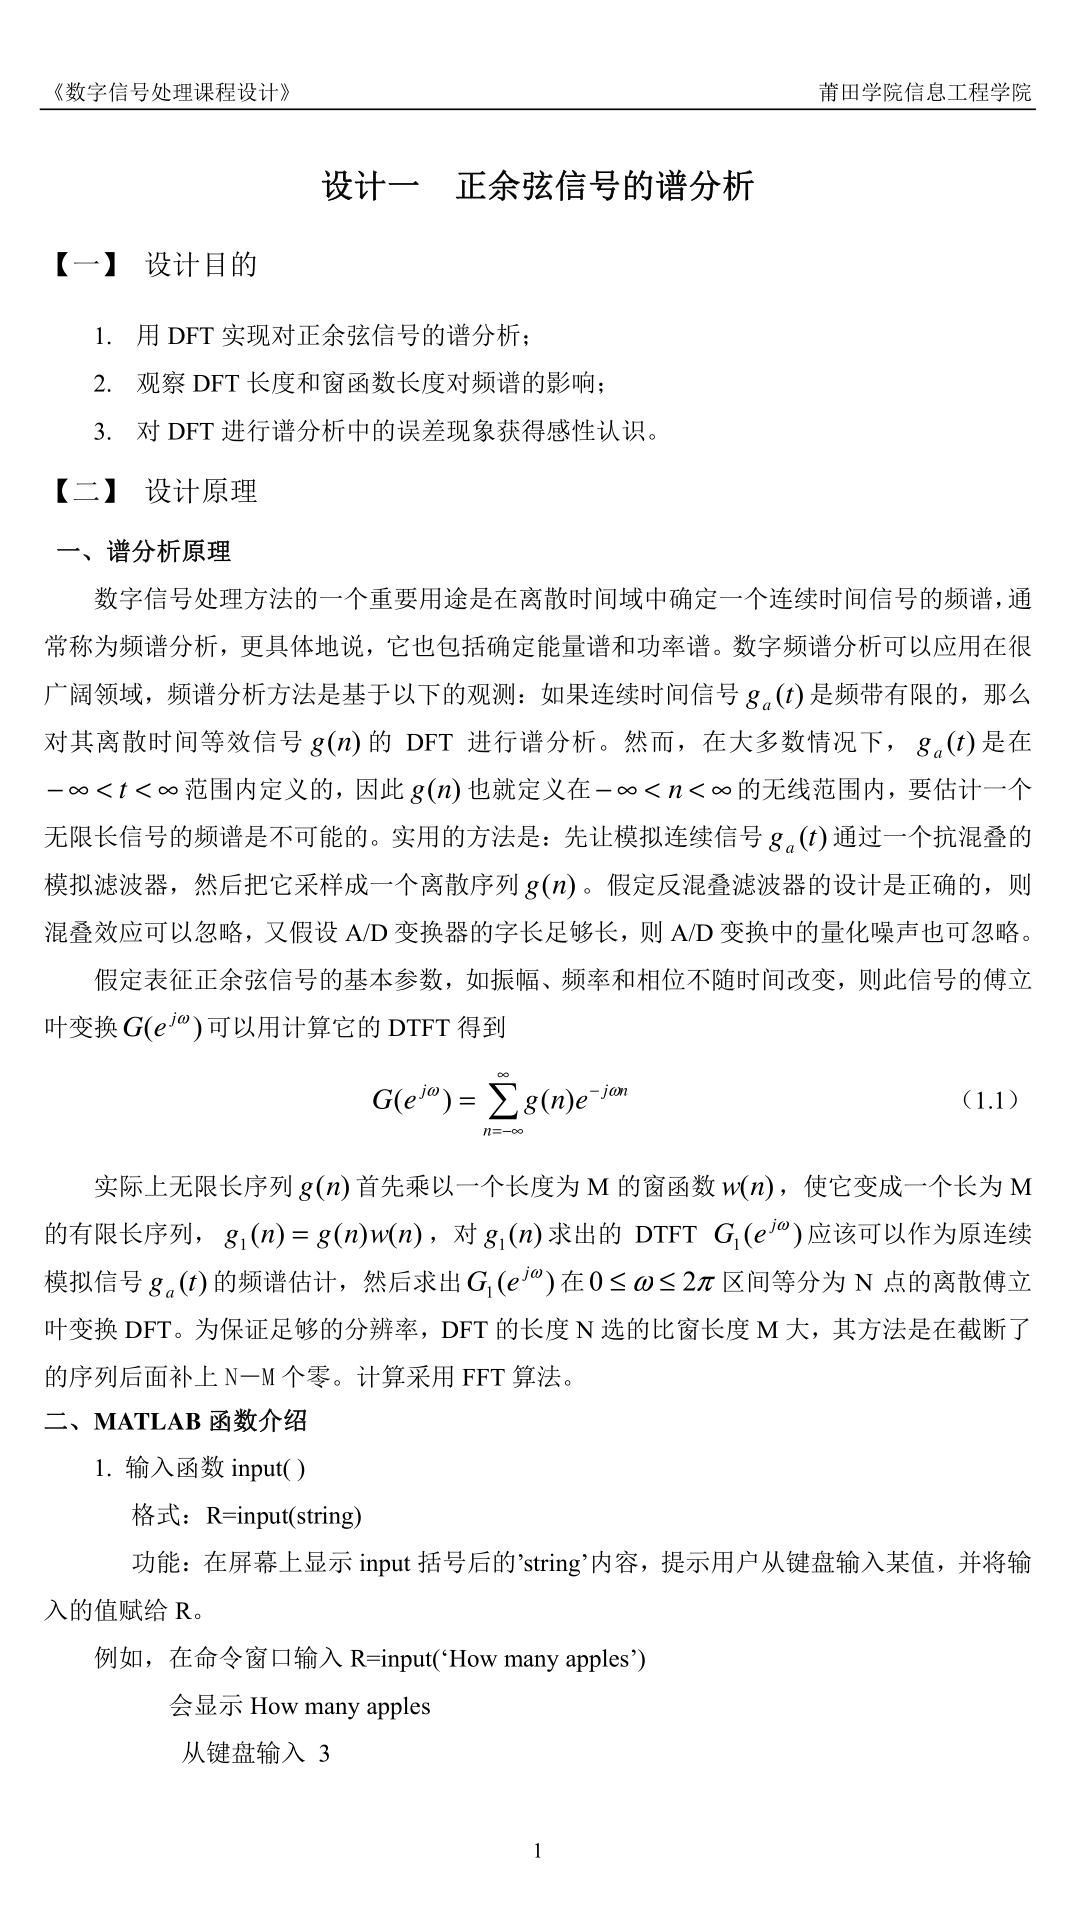 《数字信号处理课程设计》 莆田学院信息工程学院
设计一 正余弦信号的谱分析
【一】 设计目的
1. 用 DFT 实现对正余弦信号的谱分析；
2. 观察 DFT 长度和窗函数长度对频谱的影响；
3. 对 DFT 进行谱分析中的误差现象获得感性认识。
【二】 设计原理
一、谱分析原理
数字信号处理方法的一个重要用途是在离散时间域中确定一个连续时间信号的频谱，通
常称为频谱分析，更具体地说，它也包括确定能量谱和功率谱。数字频谱分析可以应用在很
广阔领域，频谱分析方法是基于以下的观测：如果连续时间信号 gₐ(t) 是频带有限的，那么
对其离散时间等效信号 g(n) 的 DFT 进行谱分析。然而，在大多数情况下， gₐ(t) 是在
−∞ < t < ∞ 范围内定义的，因此 g(n) 也就定义在 −∞ < n < ∞ 的无线范围内，要估计一个
无限长信号的频谱是不可能的。实用的方法是：先让模拟连续信号 gₐ(t) 通过一个抗混叠的
模拟滤波器，然后把它采样成一个离散序列 g(n) 。假定反混叠滤波器的设计是正确的，则
混叠效应可以忽略，又假设 A/D 变换器的字长足够长，则 A/D 变换中的量化噪声也可忽略。
假定表征正余弦信号的基本参数，如振幅、频率和相位不随时间改变，则此信号的傅立
叶变换 G(e^{jω}) 可以用计算它的 DTFT 得到
G(e^{jω}) = ∑_{n=−∞}^{∞} g(n)e^{−jωn} （1.1）
实际上无限长序列 g(n) 首先乘以一个长度为 M 的窗函数 w(n) ，使它变成一个长为 M
的有限长序列， g₁(n) = g(n)w(n) ，对 g₁(n) 求出的 DTFT G₁(e^{jω}) 应该可以作为原连续
模拟信号 gₐ(t) 的频谱估计，然后求出 G₁(e^{jω}) 在 0 ≤ ω ≤ 2π 区间等分为 N 点的离散傅立
叶变换 DFT。为保证足够的分辨率，DFT 的长度 N 选的比窗长度 M 大，其方法是在截断了
的序列后面补上 N－M 个零。计算采用 FFT 算法。
二、MATLAB 函数介绍
1. 输入函数 input( )
格式：R=input(string)
功能：在屏幕上显示 input 括号后的’string’内容，提示用户从键盘输入某值，并将输
入的值赋给 R。
例如，在命令窗口输入 R=input(‘How many apples’)
会显示 How many apples
从键盘输入 3
1